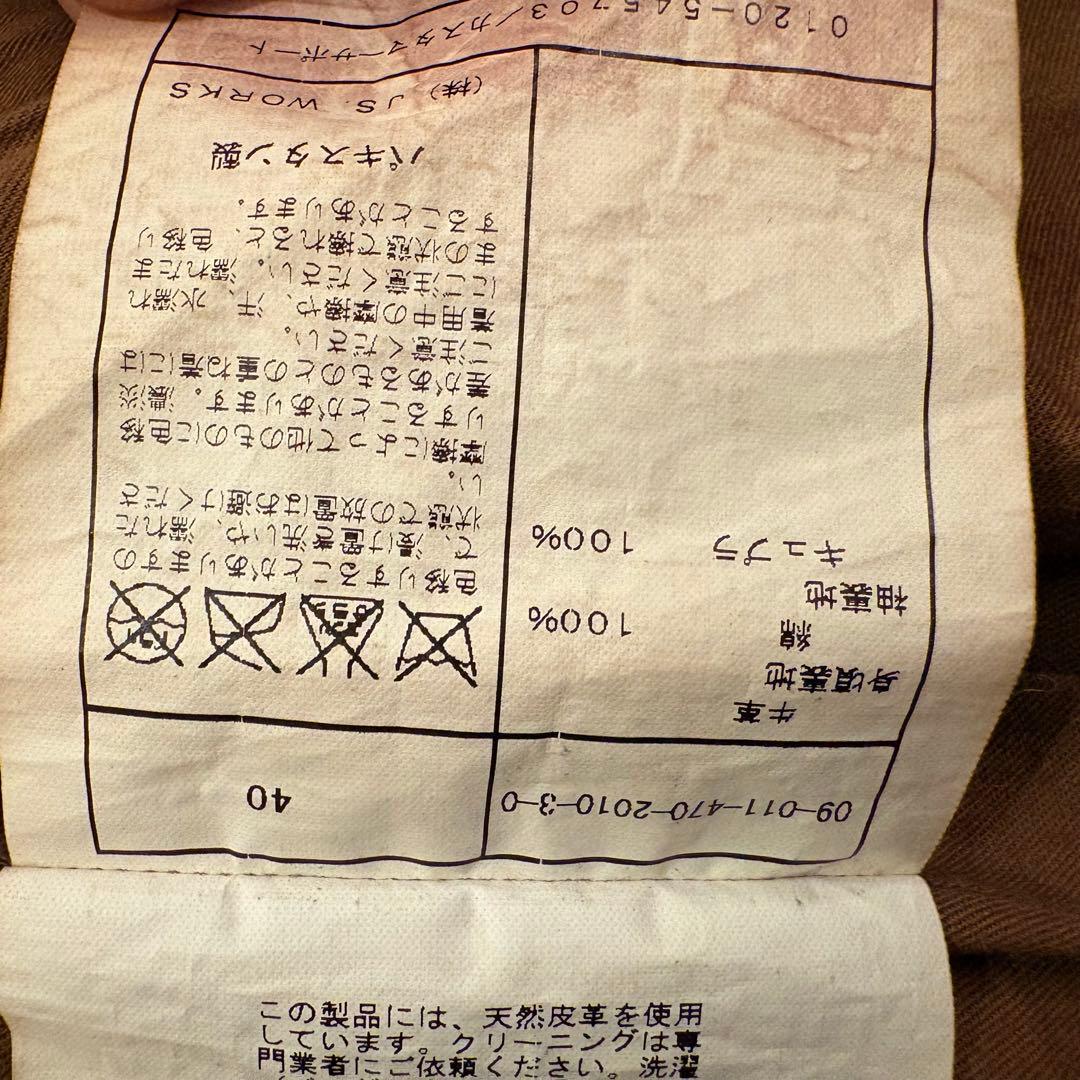 09-011-470-2010-3-0
40
牛革
身頃裏地
綿 100%
袖裏地
キュプラ 100%
色移りすることがありますの
で、浸け置き洗いや、濡れた
状態での放置はお避けくださ
い。
摩擦によって他のものに色移
りすることがあります。濃淡
差があるものとの重ね着には
ご注意ください。
着用中の摩擦や、汗、水濡れ
にご注意ください。濡れたま
まの状態で擦れると、色移り
することがあります。
パキスタン製
(株)JS.WORKS
0120-545703/カスタマーサポート
この製品には、天然皮革を使用
しています。クリーニングは専
門業者にご依頼ください。洗濯